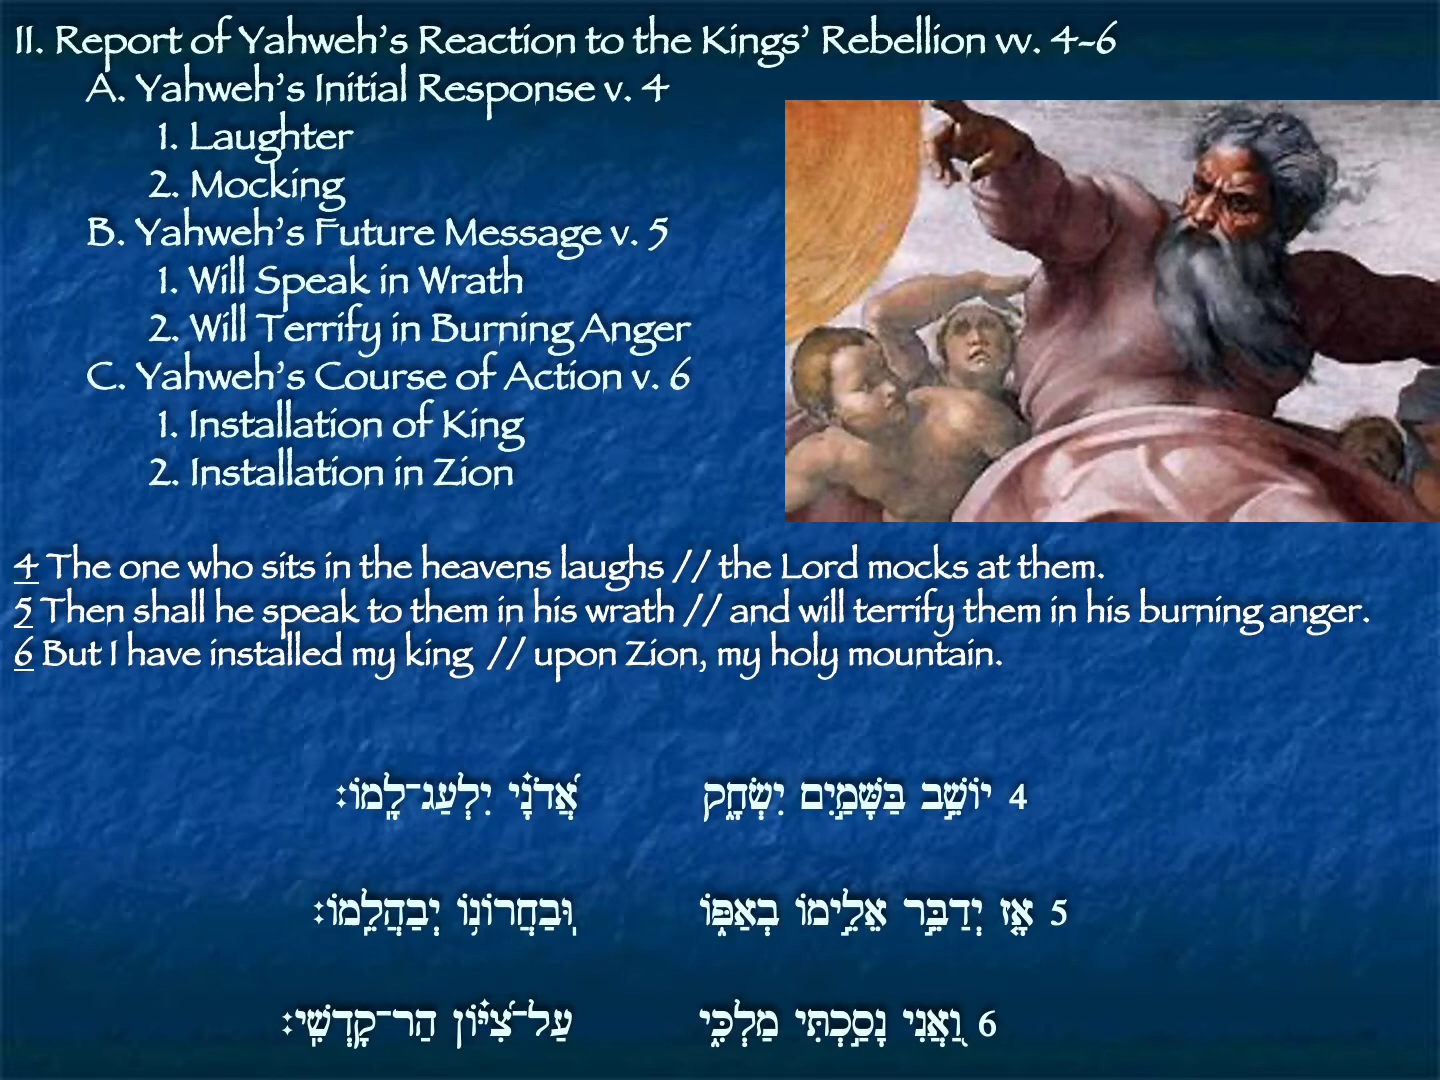 II. Report of Yahweh’s Reaction to the Kings’ Rebellion vv. 4-6
A. Yahweh’s Initial Response v. 4
1. Laughter
2. Mocking
B. Yahweh’s Future Message v. 5
1. Will Speak in Wrath
2. Will Terrify in Burning Anger
C. Yahweh’s Course of Action v. 6
1. Installation of King
2. Installation in Zion
4 The one who sits in the heavens laughs // the Lord mocks at them.
5 Then shall he speak to them in his wrath // and will terrify them in his burning anger.
6 But I have installed my king // upon Zion, my holy mountain.
4 יוֹשֵׁ֣ב בַּשָּׁמַ֣יִם יִשְׂחָ֑ק אֲ֝דֹנָ֗י יִלְעַג־לָֽמוֹ׃
5 אָ֤ז יְדַבֵּ֣ר אֵלֵ֣ימוֹ בְאַפּ֑וֹ וּֽבַחֲרוֹנ֥וֹ יְבַהֲלֵֽמוֹ׃
6 וַ֭אֲנִי נָסַ֣כְתִּי מַלְכִּ֑י עַל־צִ֝יּ֗וֹן הַר־קָדְשִֽׁי׃